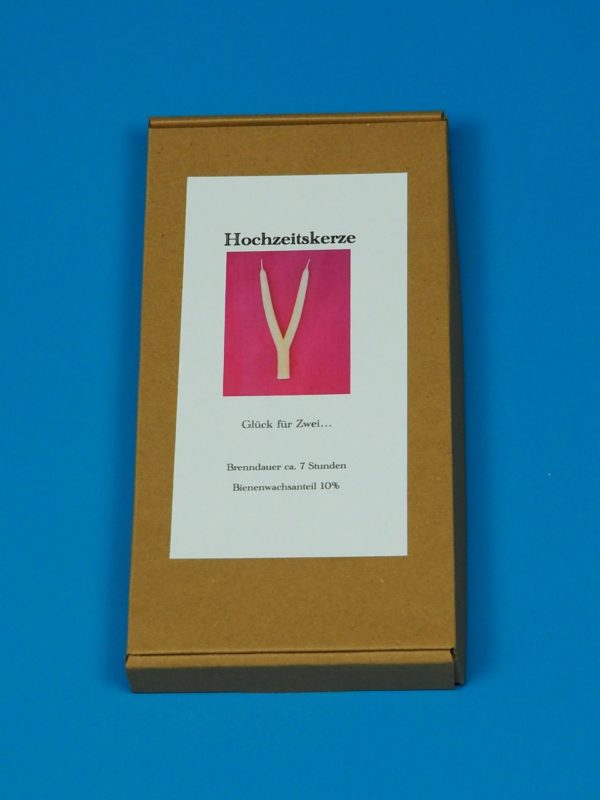 Hochzeitskerze
Glück für Zwei...
Brenndauer ca. 7 Stunden
Bienenwachsanteil 10%